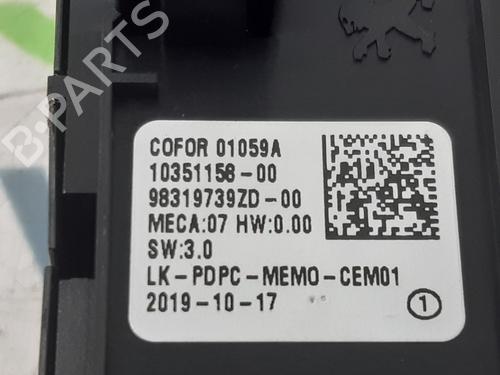 COFOR 01059A
10351156-00
98319739ZD-00
MECA:07 HW:0.00
SW:3.0
LK-PDPC-MEMO-CEM01
2019-10-17 1
B-PARTS